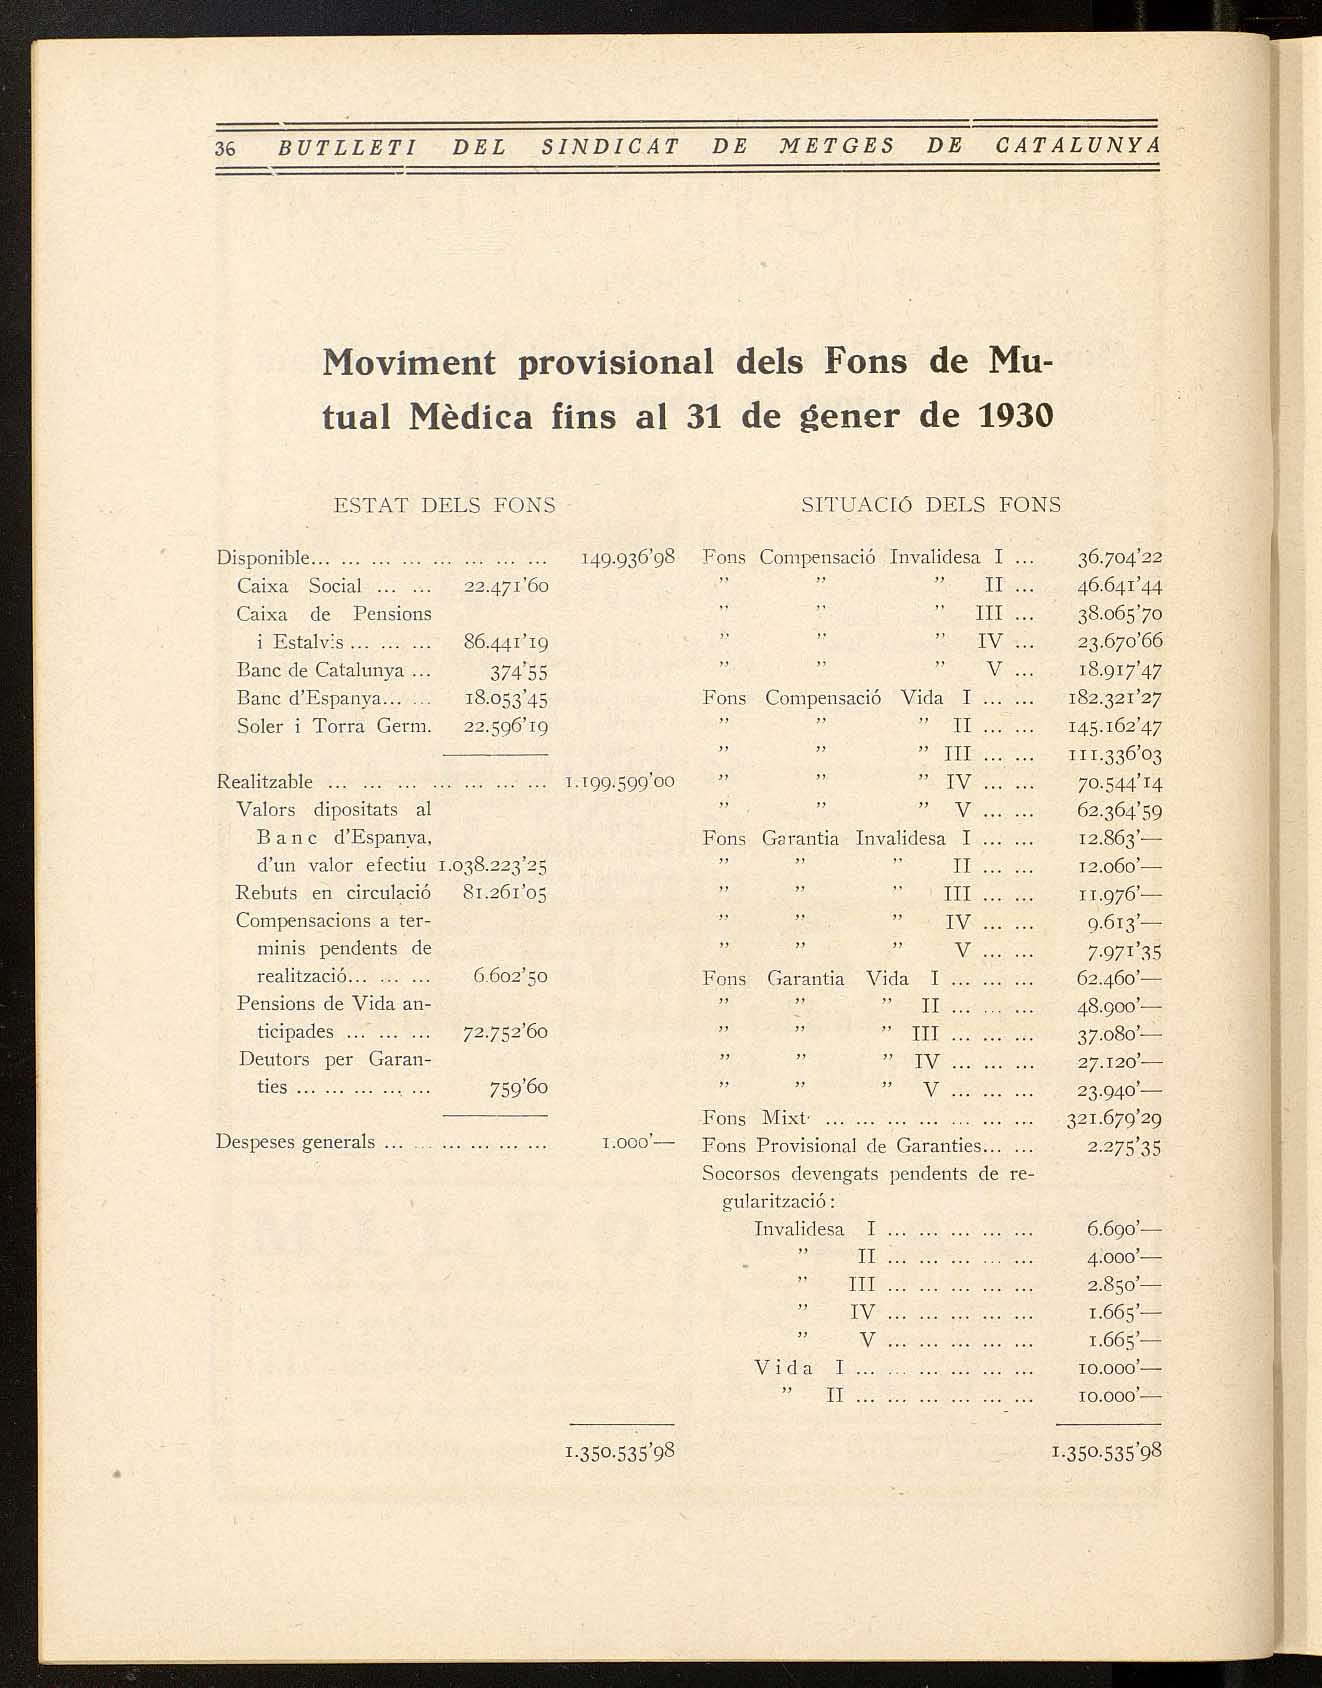 36 BUTLLETI DEL SINDICAT DE METGES DE CATALUNYA
Moviment provisional dels Fons de Mu-
tual Mèdica fins al 31 de gener de 1930
ESTAT DELS FONS
Disponible... ... ... ... ... ... ... ... 149.936'98
Caixa Social ... ... 22.471'60
Caixa de Pensions
i Estalvis ... ... ... 86.441'19
Banc de Catalunya ... 374'55
Banc d'Espanya... ... 18.053'45
Soler i Torra Germ. 22.596'19
Realitzable ... ... ... ... ... ... ... ... 1.199.599'00
Valors dipositats al
Banc d'Espanya,
d'un valor efectiu 1.038.223'25
Rebuts en circulació 81.261'05
Compensacions a ter-
minis pendents de
realització... ... ... 6.602'50
Pensions de Vida an-
ticipades ... ... ... 72.752'60
Deutors per Garan-
ties ... ... ... ... ... 759'60
Despeses generals ... ... ... ... ... ... 1.000'—
1.350.535'98
SITUACIÓ DELS FONS
Fons Compensació Invalidesa I ... 36.704'22
" " " II ... 46.641'44
" " " III ... 38.065'70
" " " IV ... 23.670'66
" " " V ... 18.917'47
Fons Compensació Vida I ... ... 182.321'27
" " " II ... ... 145.162'47
" " " III ... ... 111.336'03
" " " IV ... ... 70.544'14
" " " V ... ... 62.364'59
Fons Garantia Invalidesa I ... ... 12.863'—
" " " II ... ... 12.060'—
" " " III ... ... 11.976'—
" " " IV ... ... 9.613'—
" " " V ... ... 7.971'35
Fons Garantia Vida I ... ... ... 62.460'—
" " " II ... ... ... 48.900'—
" " " III ... ... ... 37.080'—
" " " IV ... ... ... 27.120'—
" " " V ... ... ... 23.940'—
Fons Mixt ... ... ... ... ... ... ... 321.679'29
Fons Provisional de Garanties... ... 2.275'35
Socorsos devengats pendents de re-
gularització:
Invalidesa I ... ... ... ... ... 6.690'—
" II ... ... ... ... ... 4.000'—
" III ... ... ... ... ... 2.850'—
" IV ... ... ... ... ... 1.665'—
" V ... ... ... ... ... 1.665'—
Vida I ... ... ... ... ... ... 10.000'—
" II ... ... ... ... ... ... 10.000'—
1.350.535'98